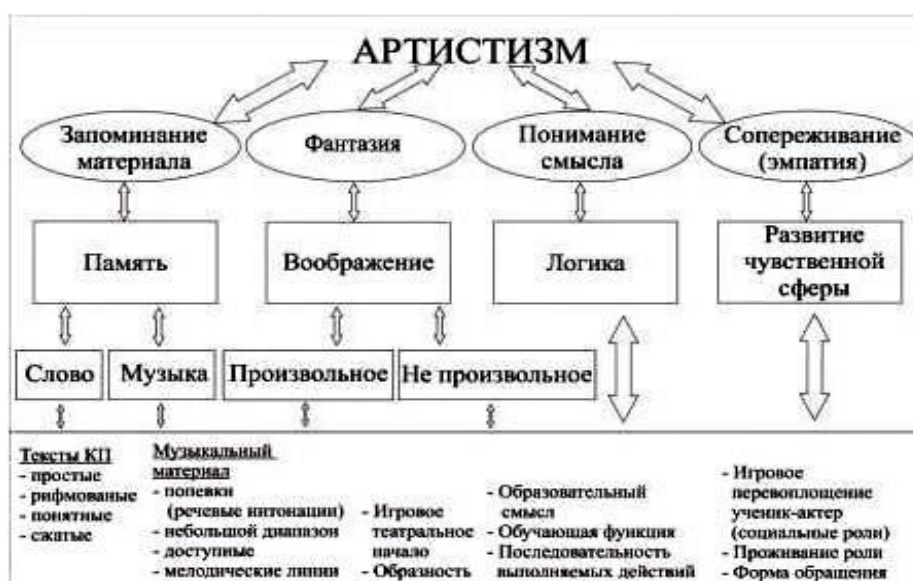 АРТИСТИЗМ
Запоминание
материала
Фантазия
Понимание
смысла
Сопереживание
(эмпатия)
Память
Воображение
Логика
Развитие
чувственной
сферы
Слово
Музыка
Произвольное
Не произвольное
Тексты КП
- простые
- рифмованые
- понятные
- сжатые
Музыкальный
материал
- попевки
(речевые интонации)
- небольшой диапазон
- доступные
- мелодические линии
- Игровое
театральное
начало
- Образность
- Образовательный
смысл
- Обучающая функция
- Последовательность
выполняемых действий
- Игровое
перевоплощение
ученик-актер
(социальные роли)
- Проживание роли
- Форма обращения